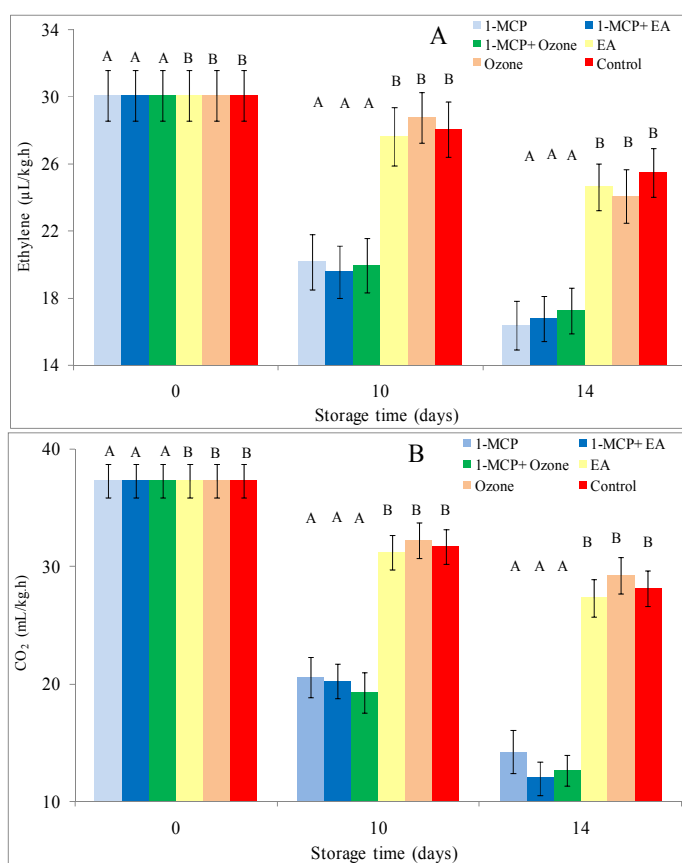 A
1-MCP 1-MCP+ EA
1-MCP+ Ozone EA
Ozone Control
34
30
26
22
18
14
Ethylene (µL/kg.h)
A A A B B B
A A A B B B
A A A B B B
0 10 14
Storage time (days)
B
1-MCP 1-MCP+ EA
1-MCP+ Ozone EA
Ozone Control
40
30
20
10
CO₂ (mL/kg.h)
A A A B B B
A A A B B B
A A A B B B
0 10 14
Storage time (days)